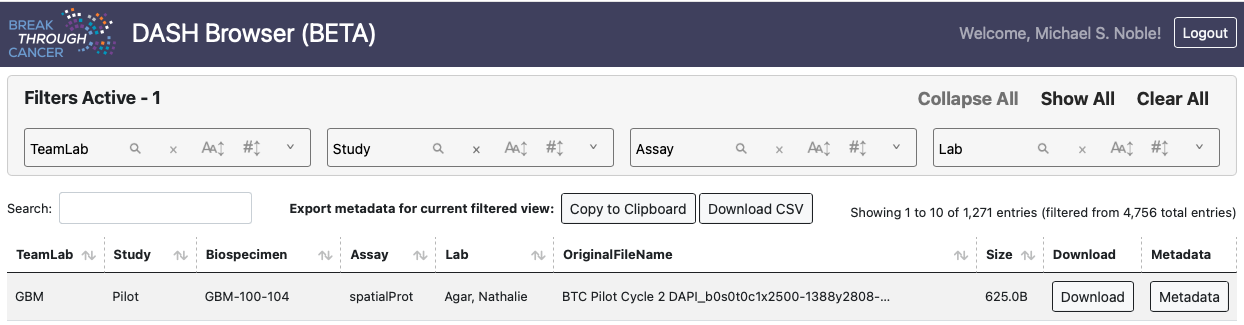 BREAK
THROUGH
CANCER
DASH Browser (BETA)
Welcome, Michael S. Noble!
Logout
Filters Active - 1
Collapse All
Show All
Clear All
TeamLab
Study
Assay
Lab
Search:
Export metadata for current filtered view:
Copy to Clipboard
Download CSV
Showing 1 to 10 of 1,271 entries (filtered from 4,756 total entries)
TeamLab Study Biospecimen Assay Lab OriginalFileName Size Download Metadata
GBM Pilot GBM-100-104 spatialProt Agar, Nathalie BTC Pilot Cycle 2 DAPI_b0s0t0c1x2500-1388y2808-... 625.0B Download Metadata